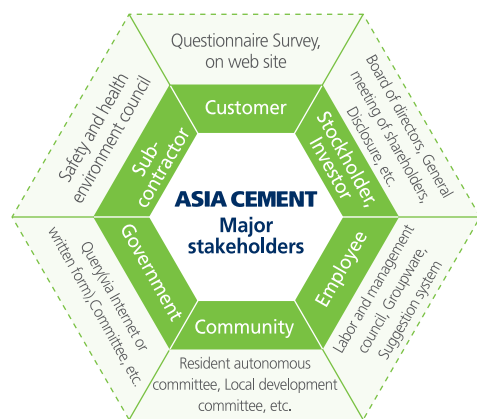 Questionnaire Survey,
on web site
Customer
Board of directors, General
meeting of shareholders,
Disclosure, etc.
Stockholder,
Investor
Labor and management
council, Groupware,
Suggestion system
Employee
Resident autonomous
committee, Local development
committee, etc.
Community
Query(via Internet or
written form),Committee, etc.
Government
Safety and health
environment council
Sub-
contractor
ASIA CEMENT
Major
stakeholders